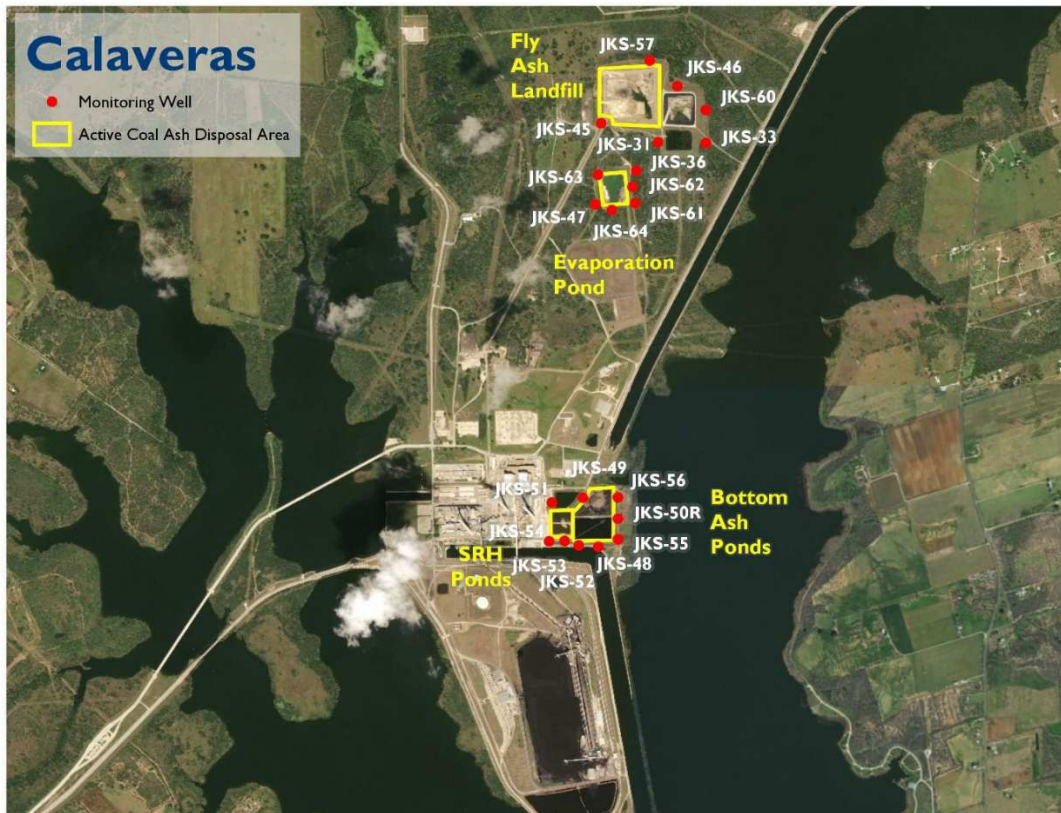 Calaveras
Monitoring Well
Active Coal Ash Disposal Area
Fly
Ash
Landfill
JKS-57
JKS-46
JKS-60
JKS-45
JKS-31
JKS-33
JKS-36
JKS-63
JKS-62
JKS-47
JKS-61
JKS-64
Evaporation
Pond
JKS-49
JKS-51
JKS-56
JKS-50R
Bottom
Ash
Ponds
JKS-54
JKS-55
SRH
Ponds
JKS-53
JKS-48
JKS-52